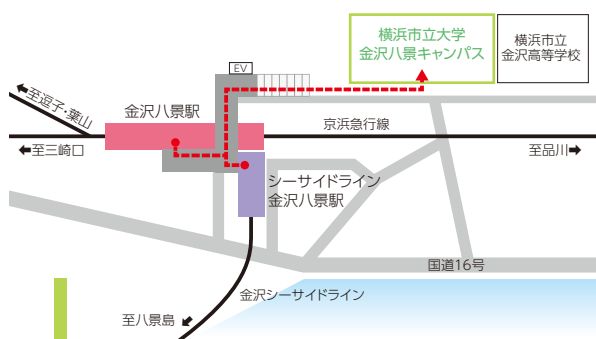 横浜市立大学
金沢八景キャンパス
横浜市立
金沢高等学校
EV
至逗子・葉山
金沢八景駅
京浜急行線
至三崎口
至品川
シーサイドライン
金沢八景駅
国道16号
金沢シーサイドライン
至八景島